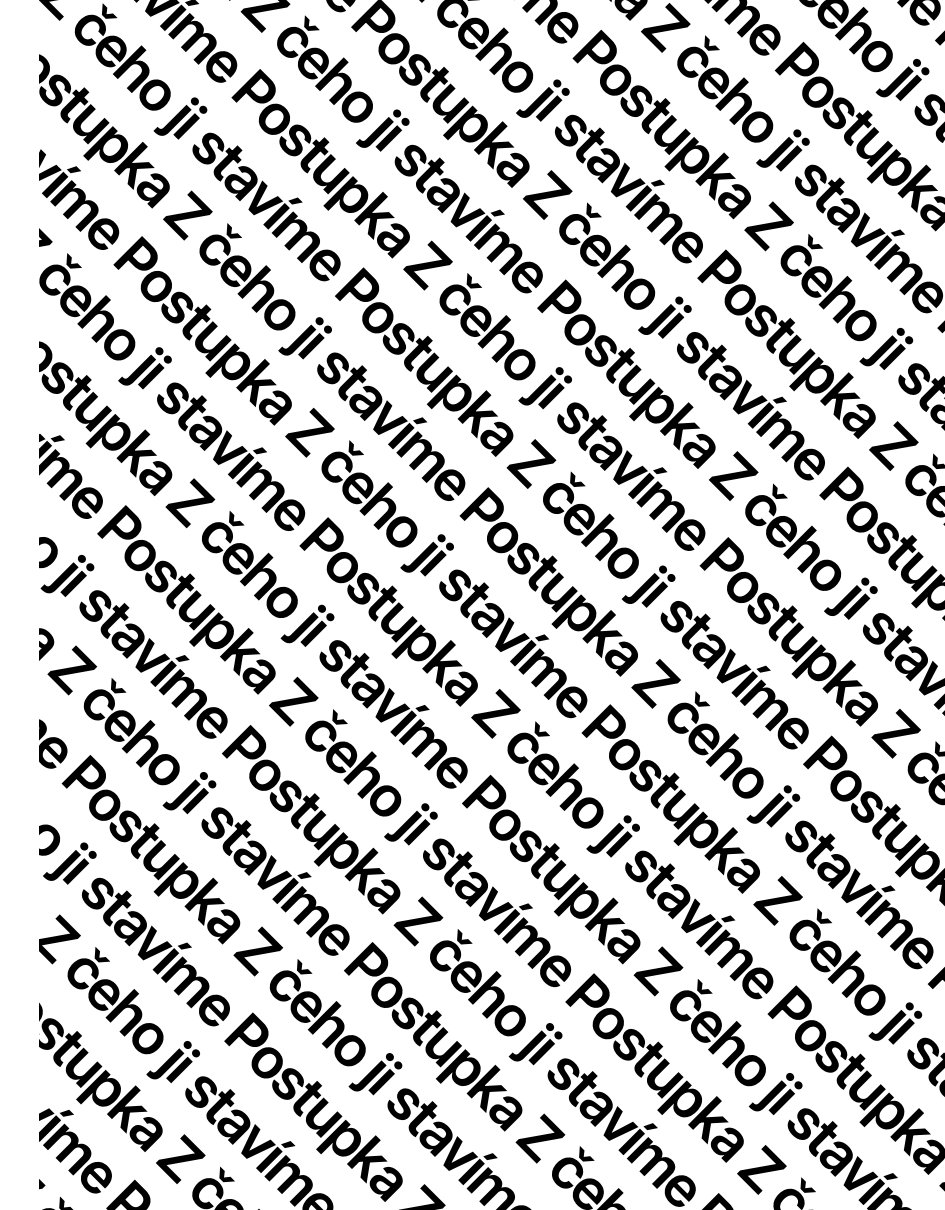 čeho ji
Postupka
Z čeho ji stavíme
Postupka Z čeho ji
čeho ji stavíme Postupka Z
Postupka Z čeho ji stavíme
Z čeho ji stavíme Postupka Z čeho ji
Postupka Z čeho ji stavíme Postupka Z
Z čeho ji stavíme Postupka Z čeho ji stavíme Postupka
Postupka Z čeho ji stavíme Postupka Z čeho ji stavíme
stavíme Postupka Z čeho ji stavíme Postupka Z čeho ji
čeho ji stavíme Postupka Z čeho ji stavíme Postupka
Postupka Z čeho ji stavíme Postupka Z čeho ji stavíme
Postupka Z čeho ji stavíme Postupka Z
ji stavíme Postupka Z čeho ji stavíme
Z čeho ji stavíme Postupka Z čeho
Postupka Z čeho ji stavíme
ji stavíme Postupka Z
Z čeho ji stavíme
Postupka Z